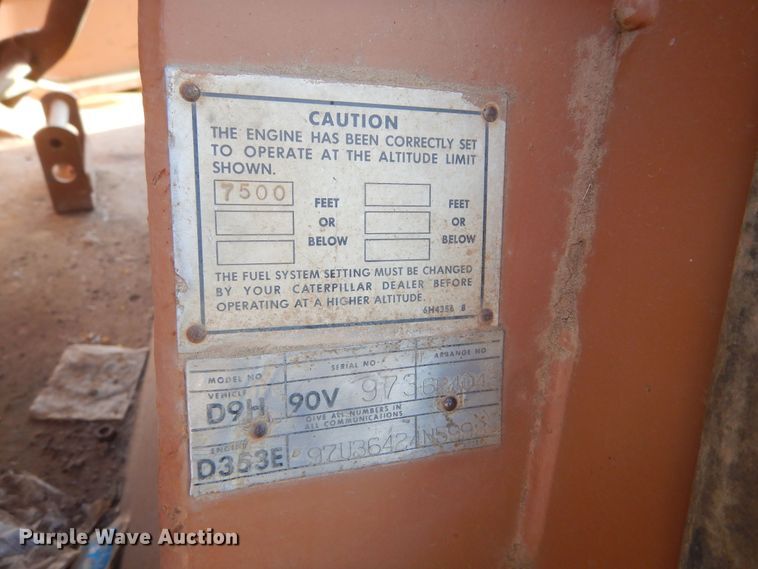 CAUTION
THE ENGINE HAS BEEN CORRECTLY SET
TO OPERATE AT THE ALTITUDE LIMIT
SHOWN.
7500 FEET FEET
OR OR
BELOW BELOW
THE FUEL SYSTEM SETTING MUST BE CHANGED
BY YOUR CATERPILLAR DEALER BEFORE
OPERATING AT A HIGHER ALTITUDE.
6H4356 B
MODEL NO SERIAL NO ARRANGE NO
VEHICLE
D9H 90V 9736
GIVE ALL NUMBERS IN
ALL COMMUNICATIONS
ENGINE
D353E
Purple Wave Auction